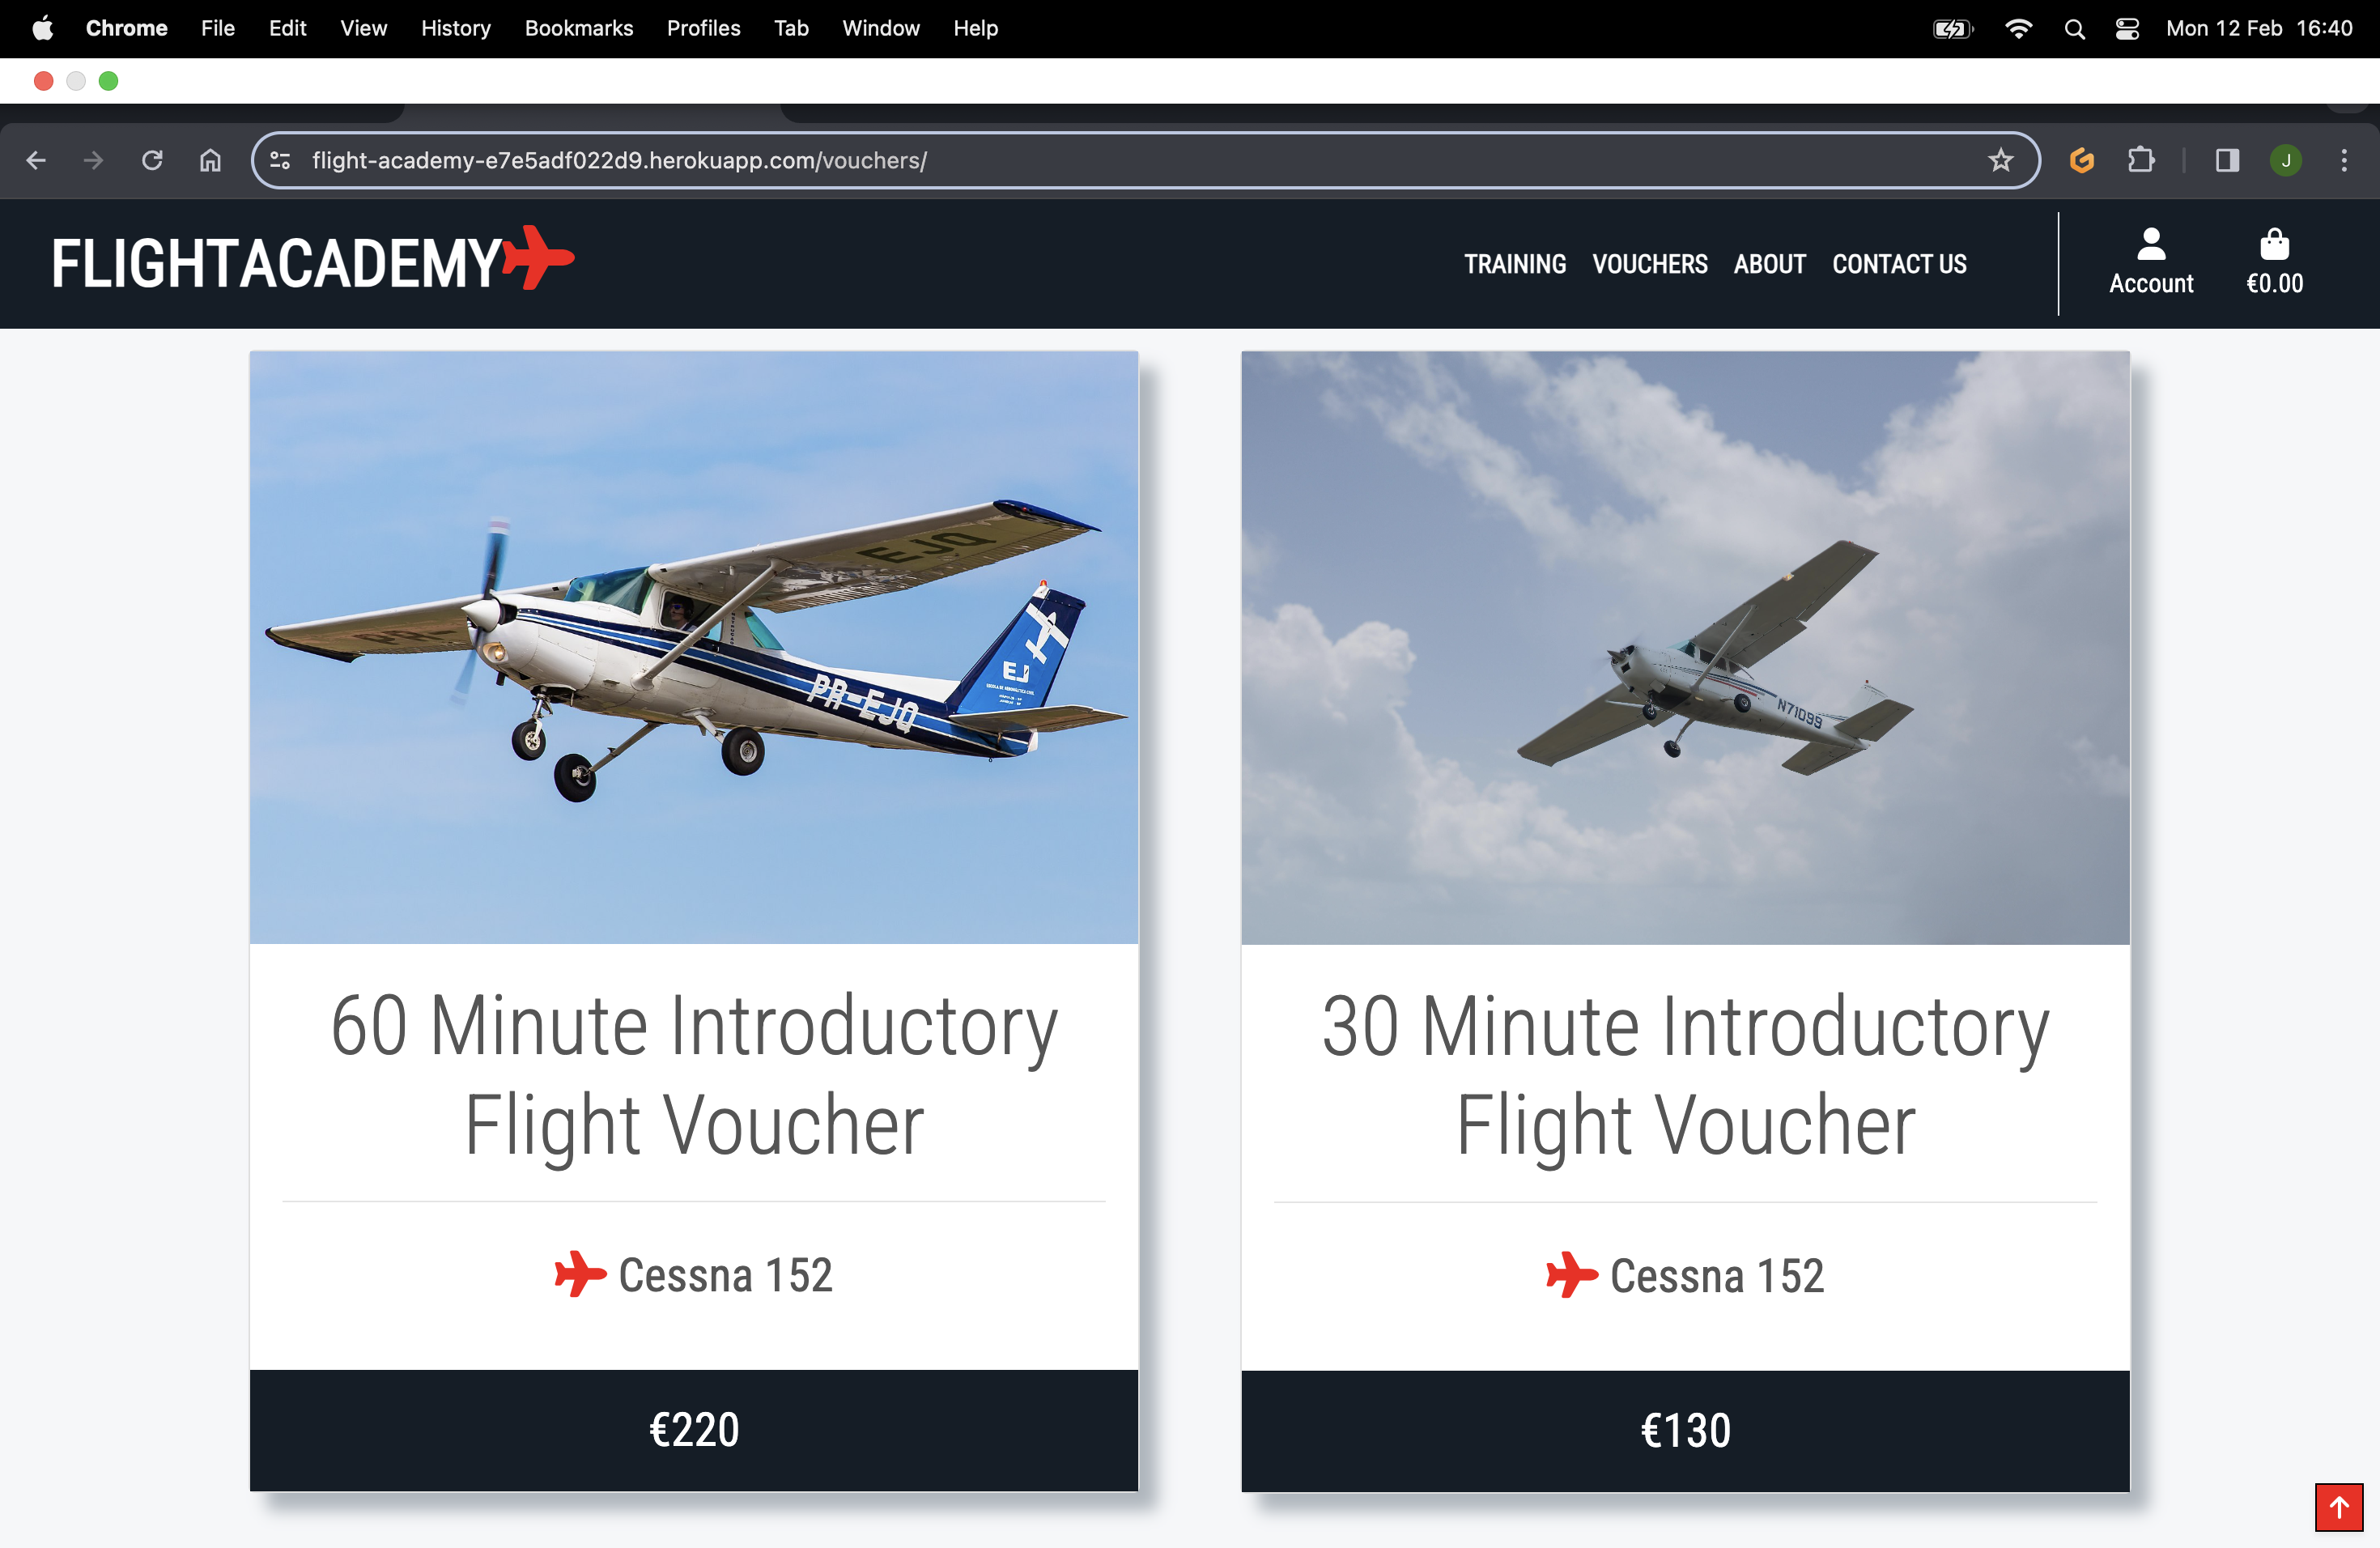 Chrome File Edit View History Bookmarks Profiles Tab Window Help Mon 12 Feb 16:40
flight-academy-e7e5adf022d9.herokuapp.com/vouchers/
J
FLIGHTACADEMY
TRAINING VOUCHERS ABOUT CONTACT US
Account
€0.00
EJQ
PR-
EJ
PR-EJQ
N71099
60 Minute Introductory
Flight Voucher
Cessna 152
€220
30 Minute Introductory
Flight Voucher
Cessna 152
€130